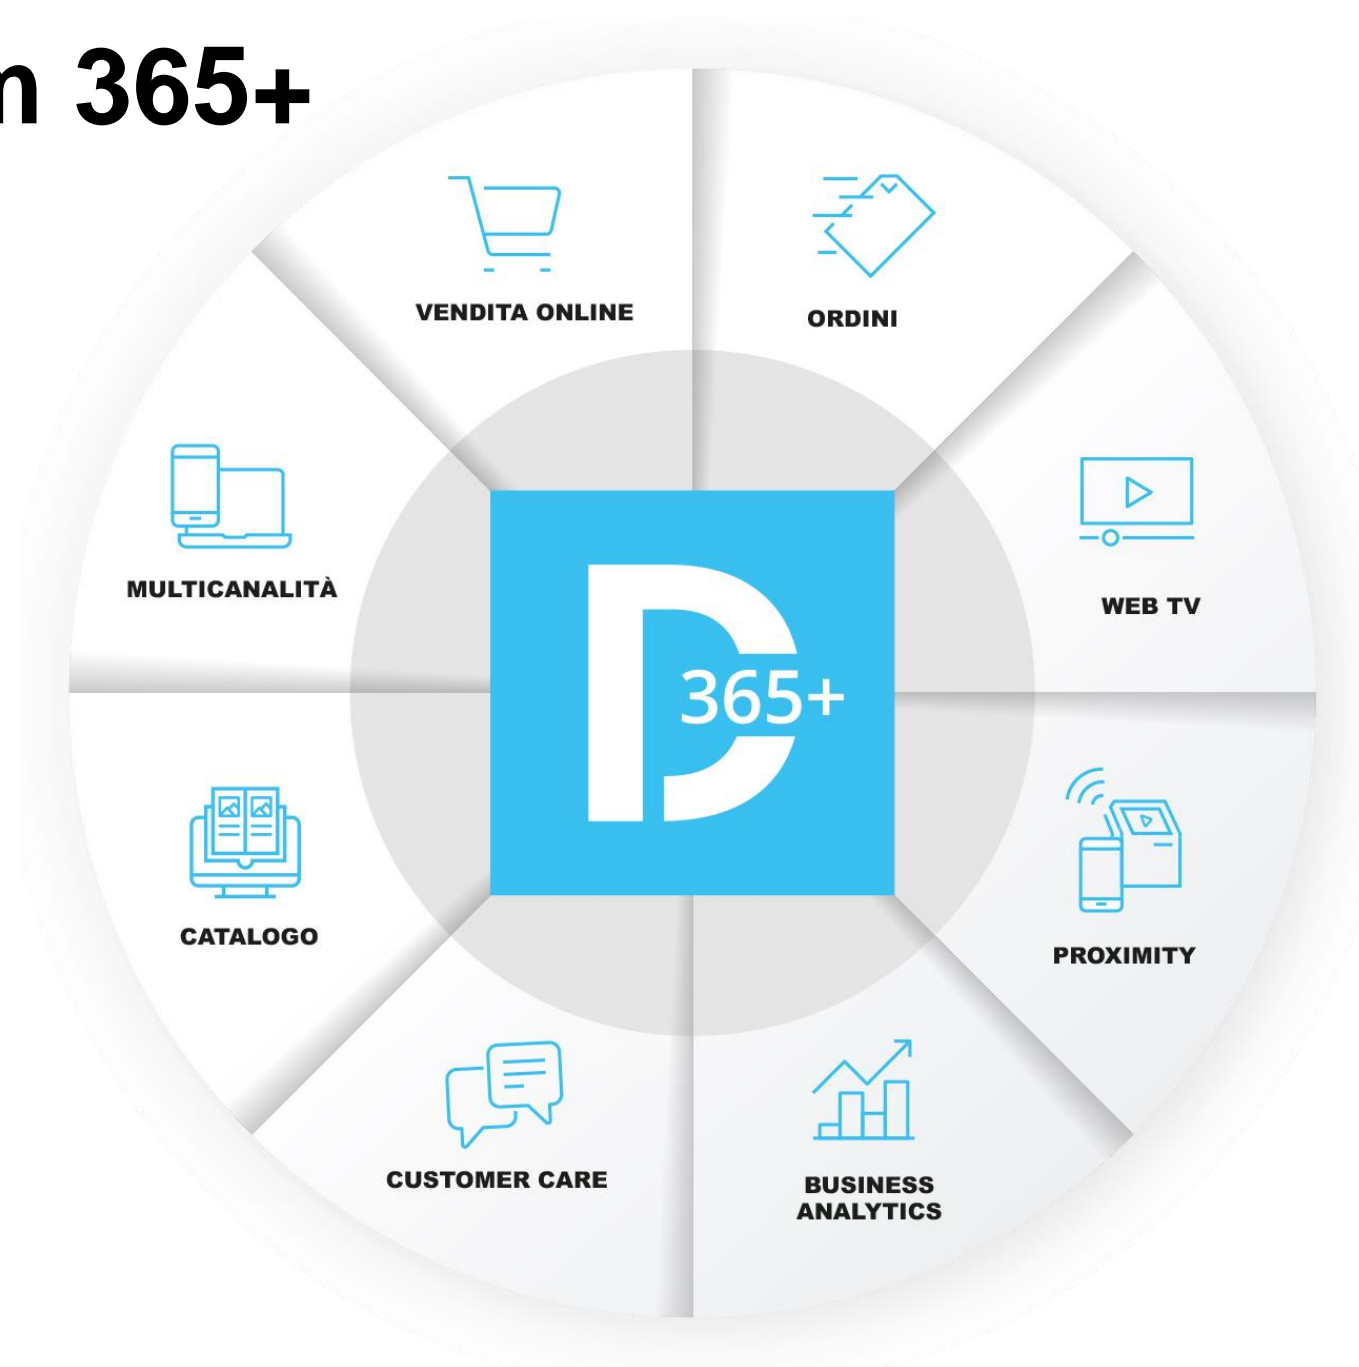 365+
VENDITA ONLINE
ORDINI
MULTICANALITÀ
WEB TV
365+
CATALOGO
PROXIMITY
CUSTOMER CARE
BUSINESS
ANALYTICS